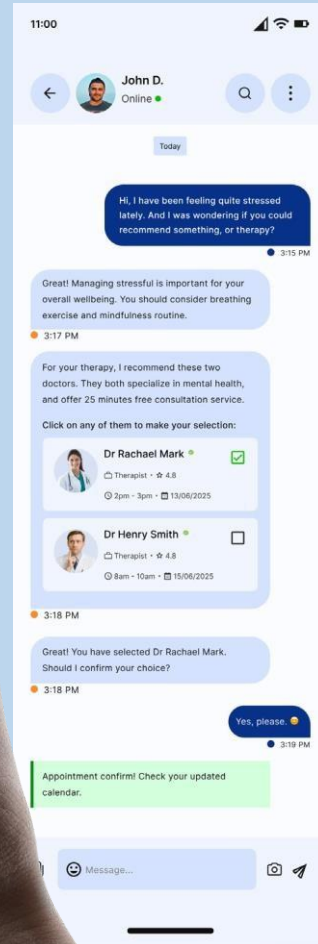 11:00
John D.
Online
Today
Hi, I have been feeling quite stressed
lately. And I was wondering if you could
recommend something, or therapy?
3:15 PM
Great! Managing stressful is important for your
overall wellbeing. You should consider breathing
exercise and mindfulness routine.
3:17 PM
For your therapy, I recommend these two
doctors. They both specialize in mental health,
and offer 25 minutes free consultation service.
Click on any of them to make your selection:
Dr Rachael Mark
Therapist • ☆ 4.8
2pm - 3pm • 13/06/2025
Dr Henry Smith
Therapist • ☆ 4.8
8am - 10am • 15/06/2025
3:18 PM
Great! You have selected Dr Rachael Mark.
Should I confirm your choice?
3:18 PM
Yes, please. 😄
3:19 PM
Appointment confirm! Check your updated
calendar.
Message...